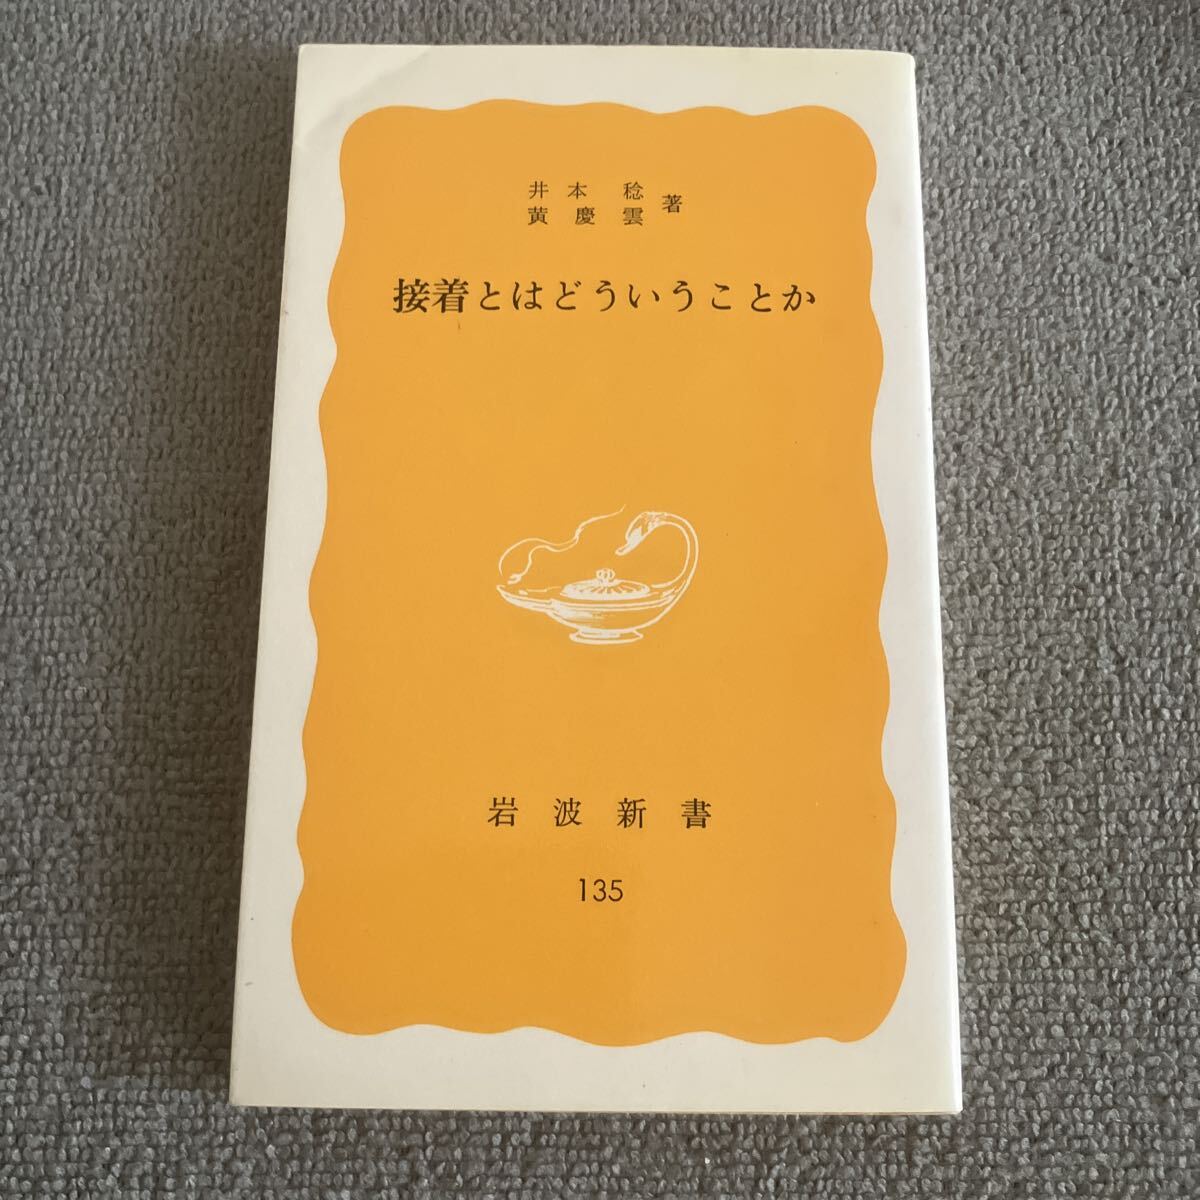 井本 稔
黄慶雲 著
接着とはどういうことか
岩波新書
135